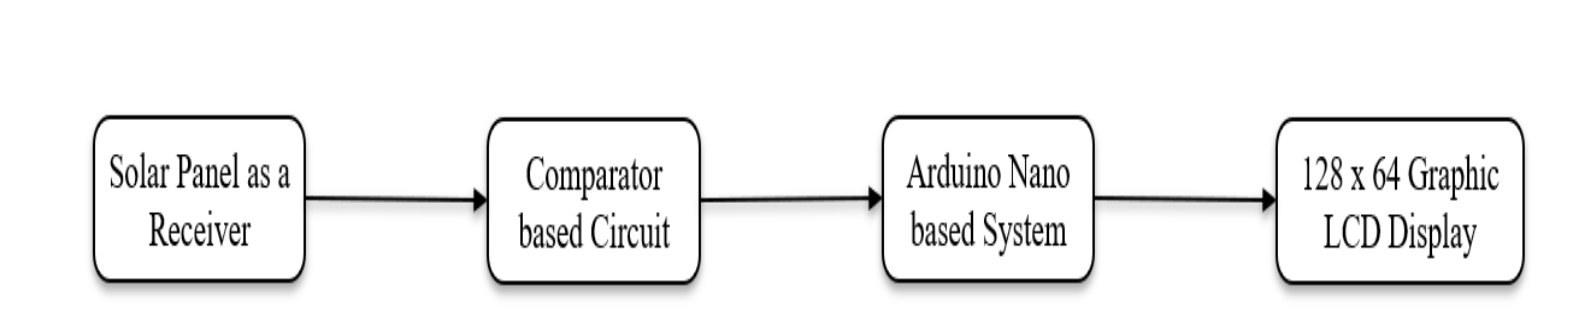 Solar Panel as a
Receiver
Comparator
based Circuit
Arduino Nano
based System
128 x 64 Graphic
LCD Display